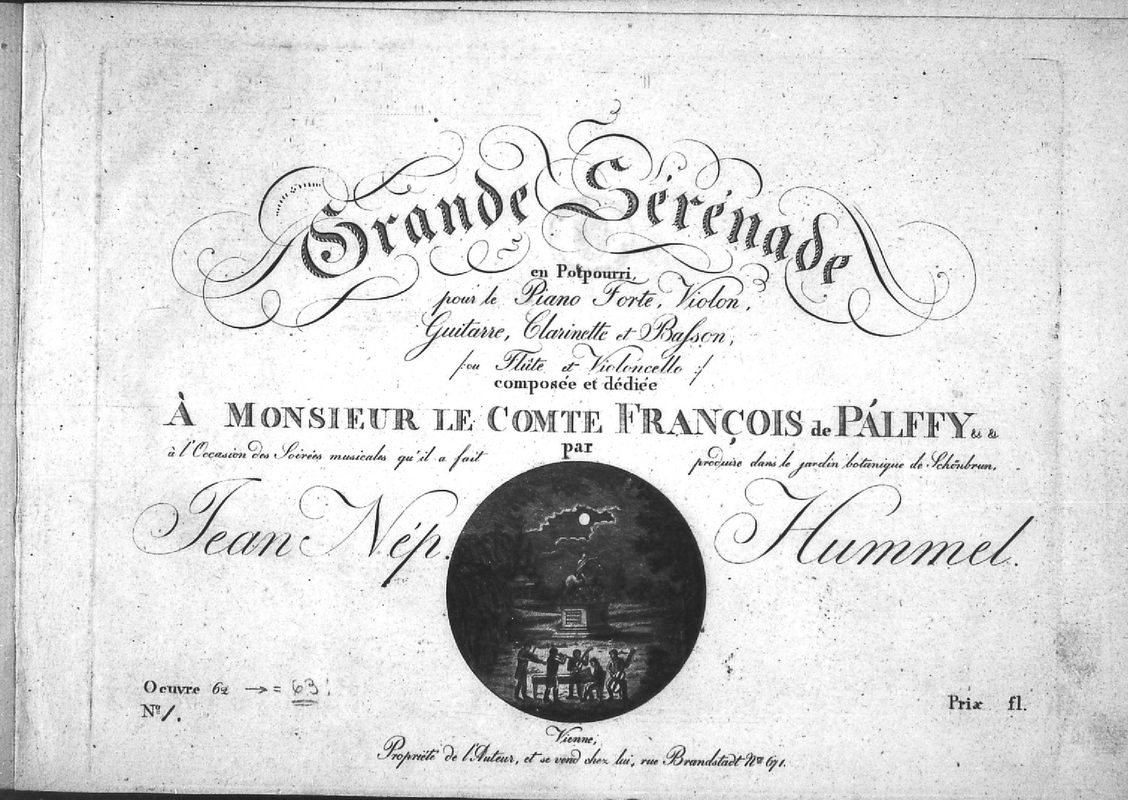 Grande Sérénade
en Potpourri,
pour le Piano Forte, Violon,
Guitarre, Clarinette et Baſson,
/: ou Flûte et Violoncello :/
composée et dédiée
À MONSIEUR LE COMTE FRANÇOIS de PÁLFFY & &
par
à l'Occasion des Soirées musicales qu'il a fait produire dans le jardin botanique de Schönbrun,
Jean Nép. Hummel.
Oeuvre 62 → = 63!
Nº 1.
Prix fl.
Vienne,
Propriété de l'Auteur, et se vend chez lui, rue Brandstadt Nº 671.